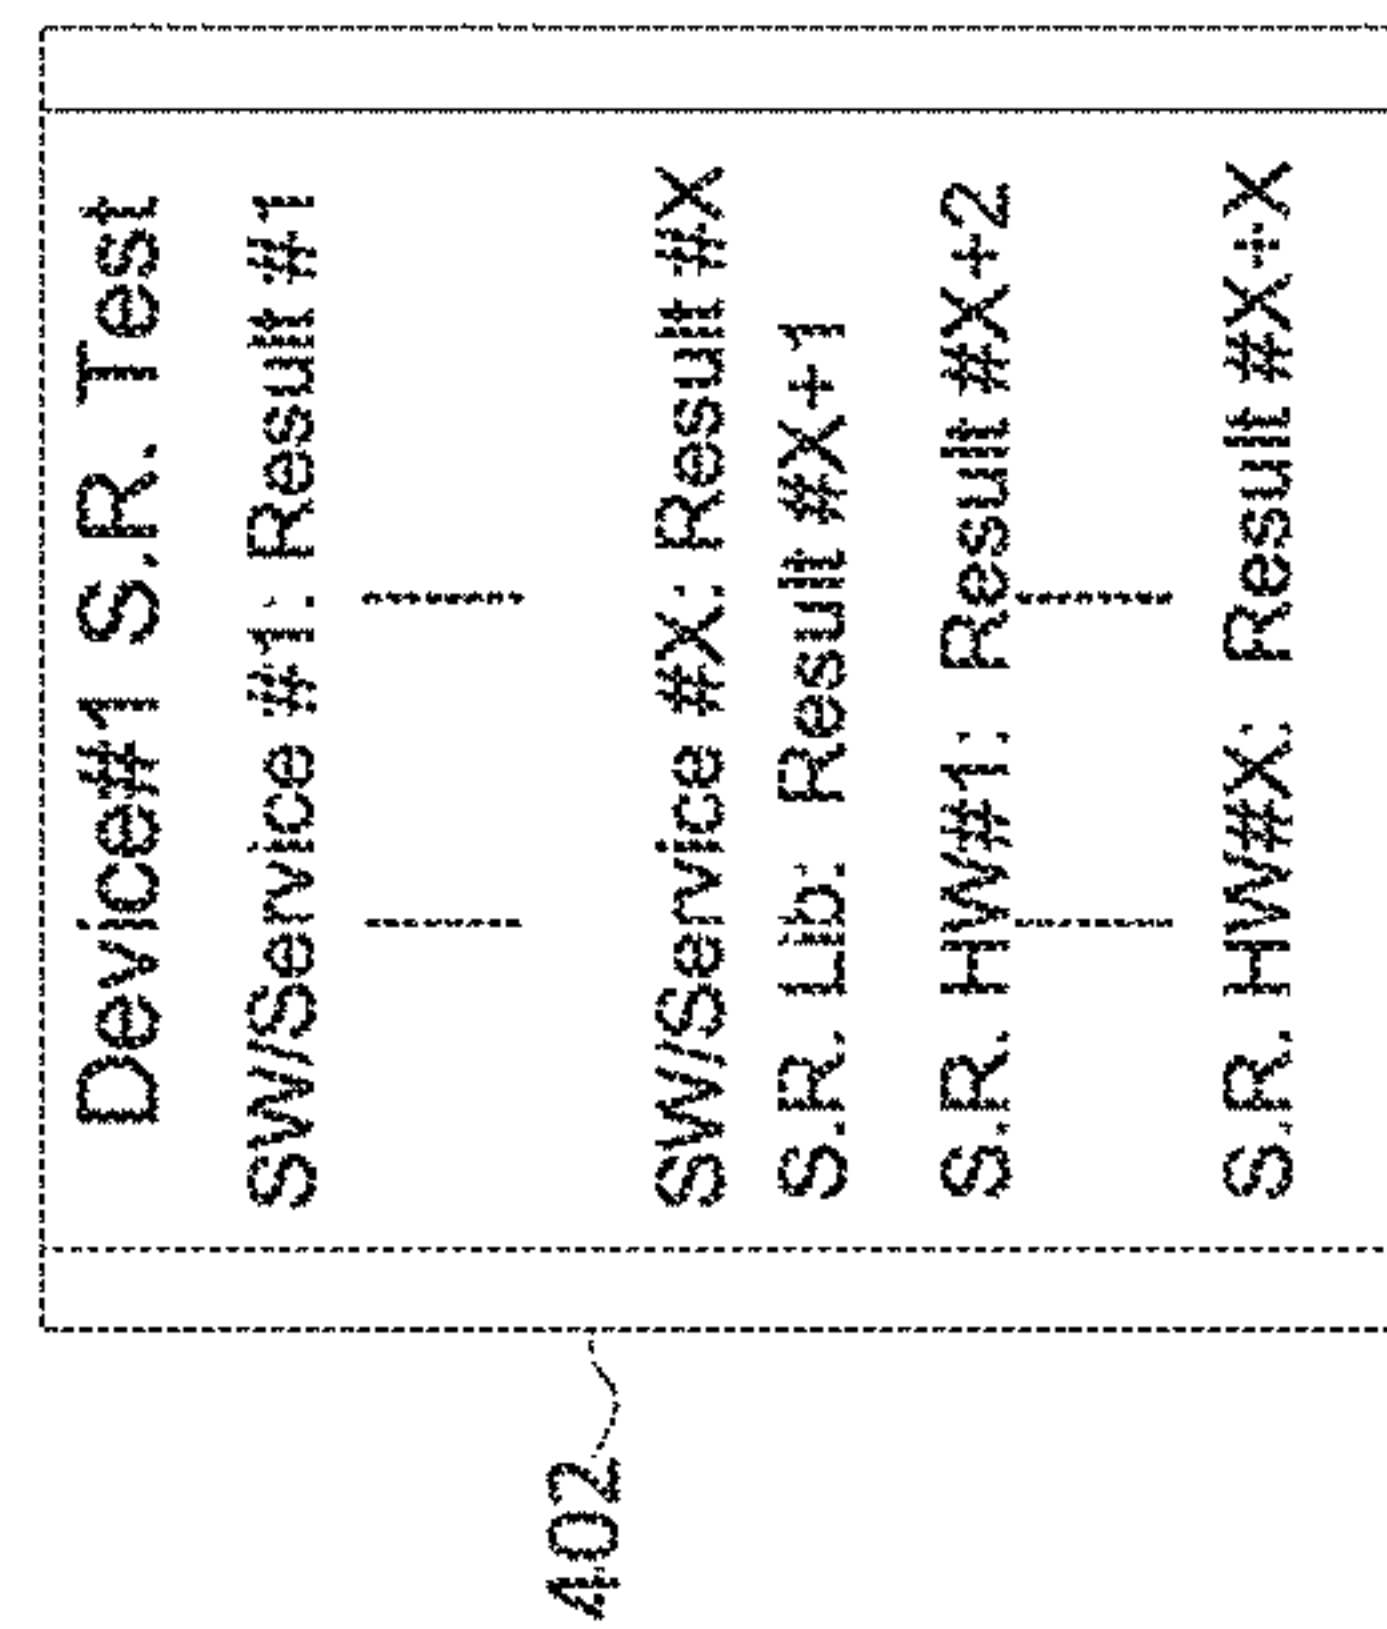 Device#1 S.R. Test
SW/Service #1: Result #1
SW/Service #X: Result #X
S.R. Lib: Result #X+1
S.R. HW#1: Result #X+2
S.R. HW#X: Result #X+X
402